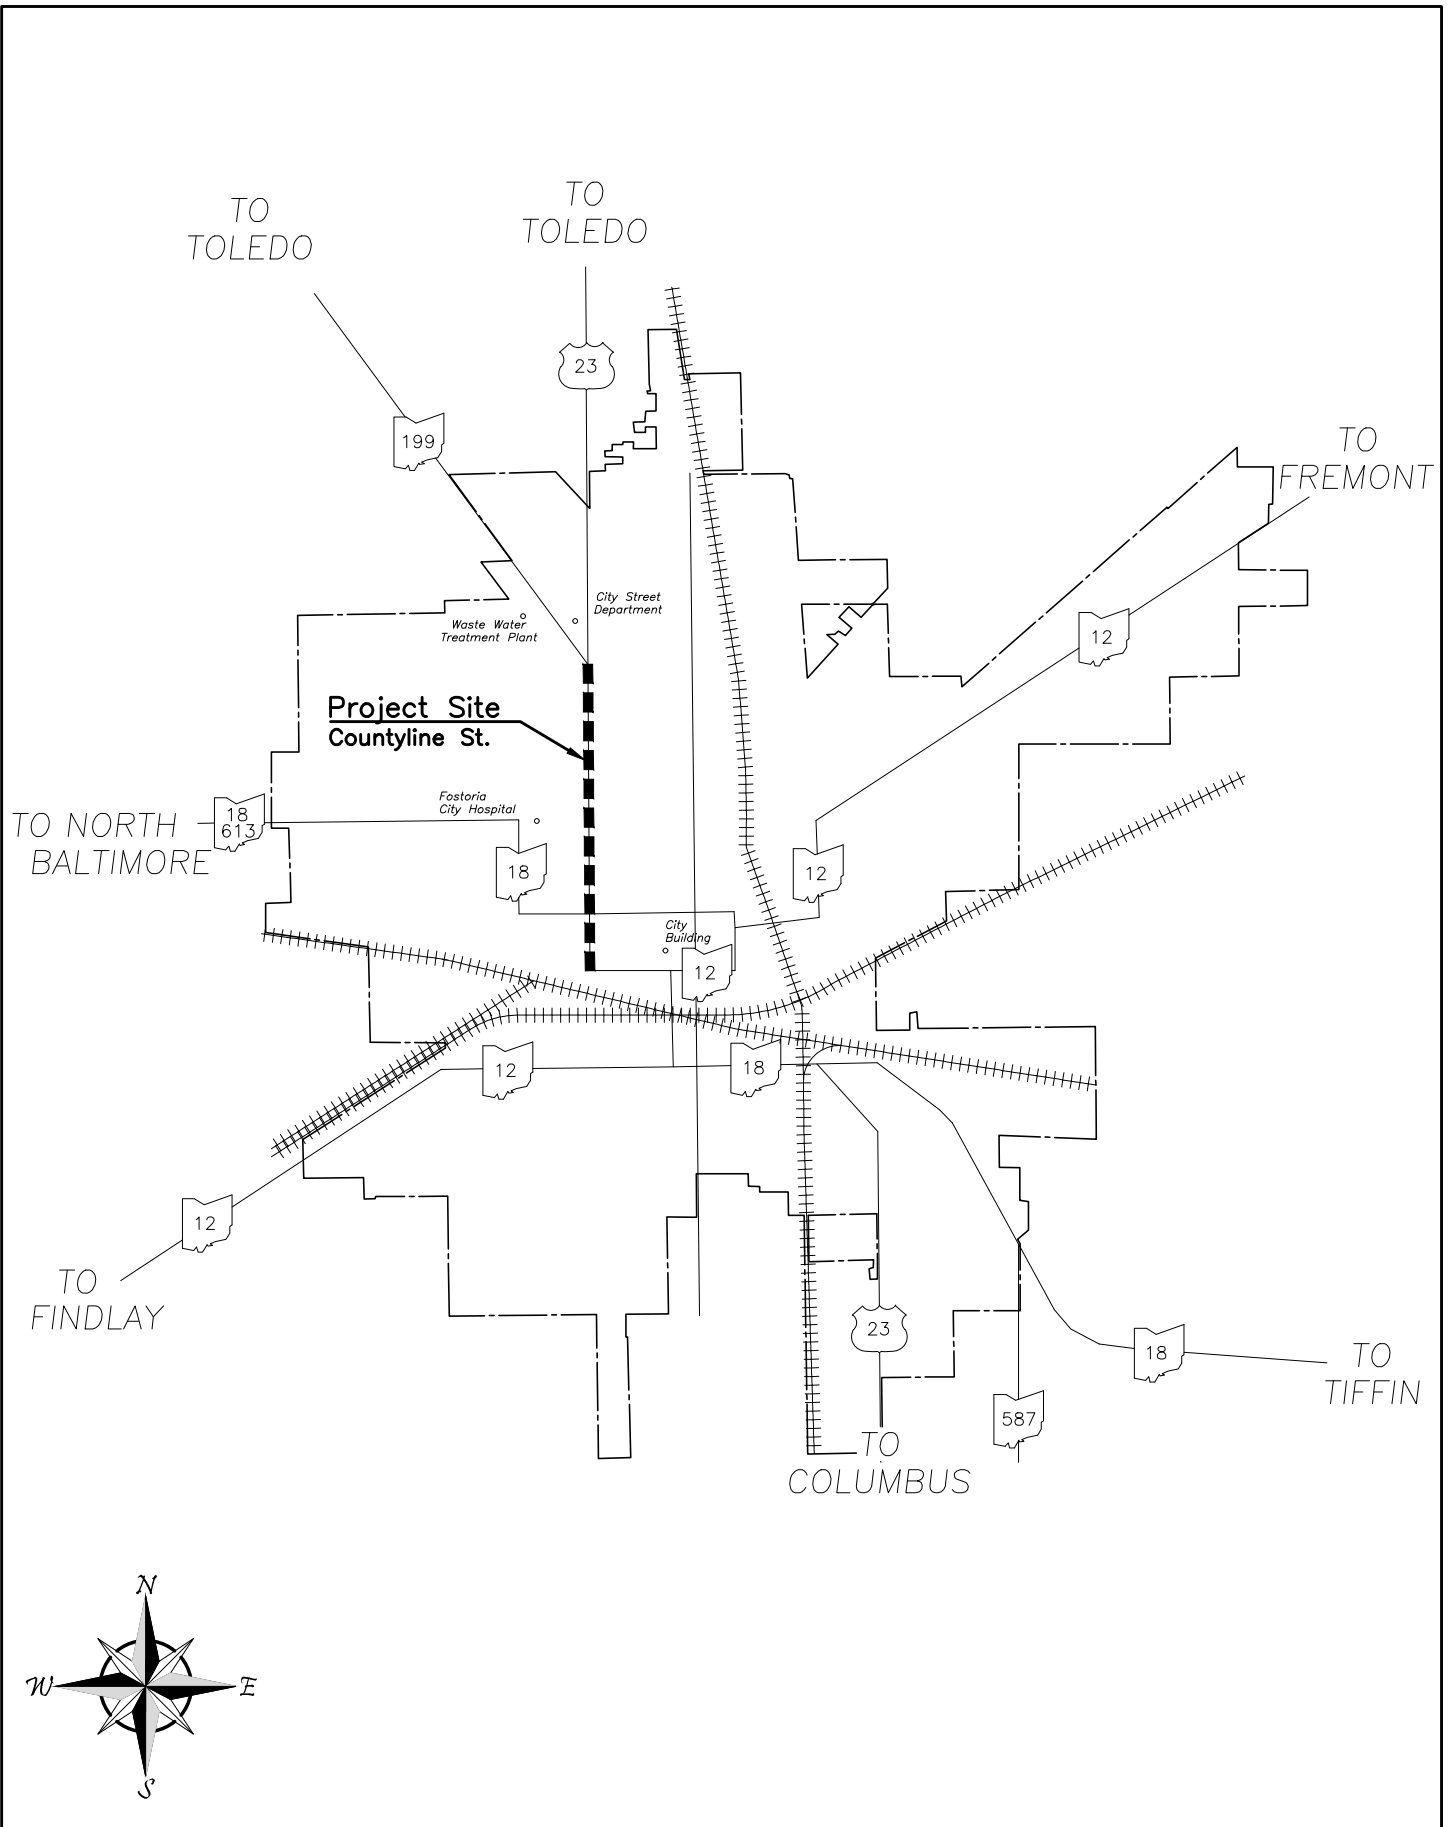 TO
TOLEDO
TO
TOLEDO
23
199
TO
FREMONT
City Street
Department
Waste Water
Treatment Plant
12
Project Site
Countyline St.
Fostoria
City Hospital
18
613
TO NORTH
BALTIMORE
18
12
City
Building
12
12
18
12
TO
FINDLAY
23
18
TO
TIFFIN
587
TO
COLUMBUS
N
W
E
S